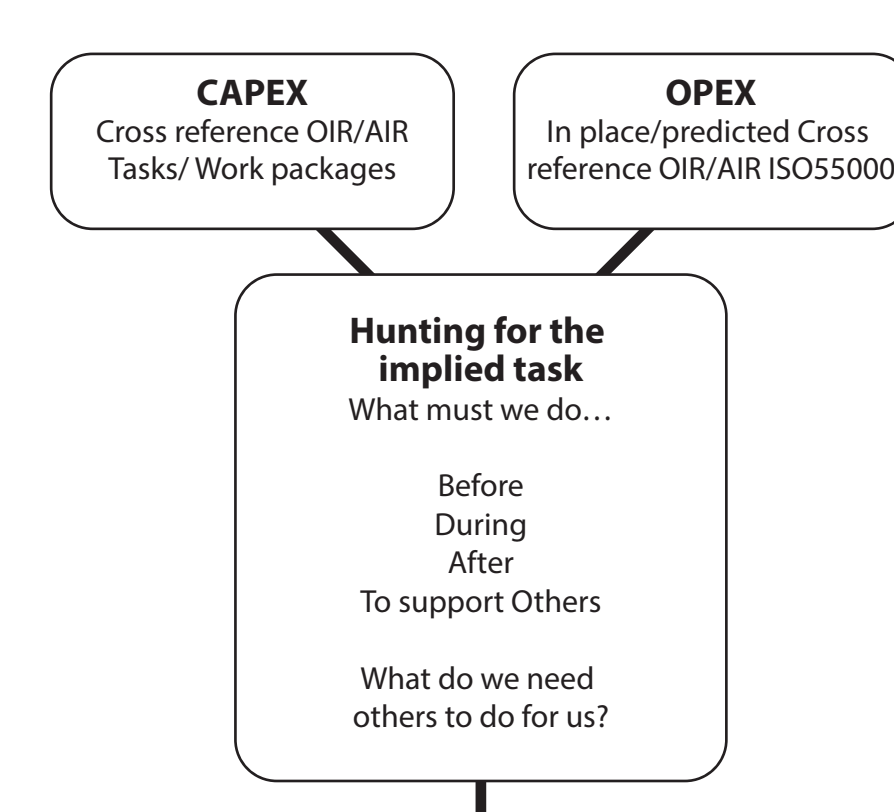 CAPEX
Cross reference OIR/AIR
Tasks/ Work packages
OPEX
In place/predicted Cross
reference OIR/AIR ISO55000
Hunting for the
implied task
What must we do…
Before
During
After
To support Others
What do we need
others to do for us?